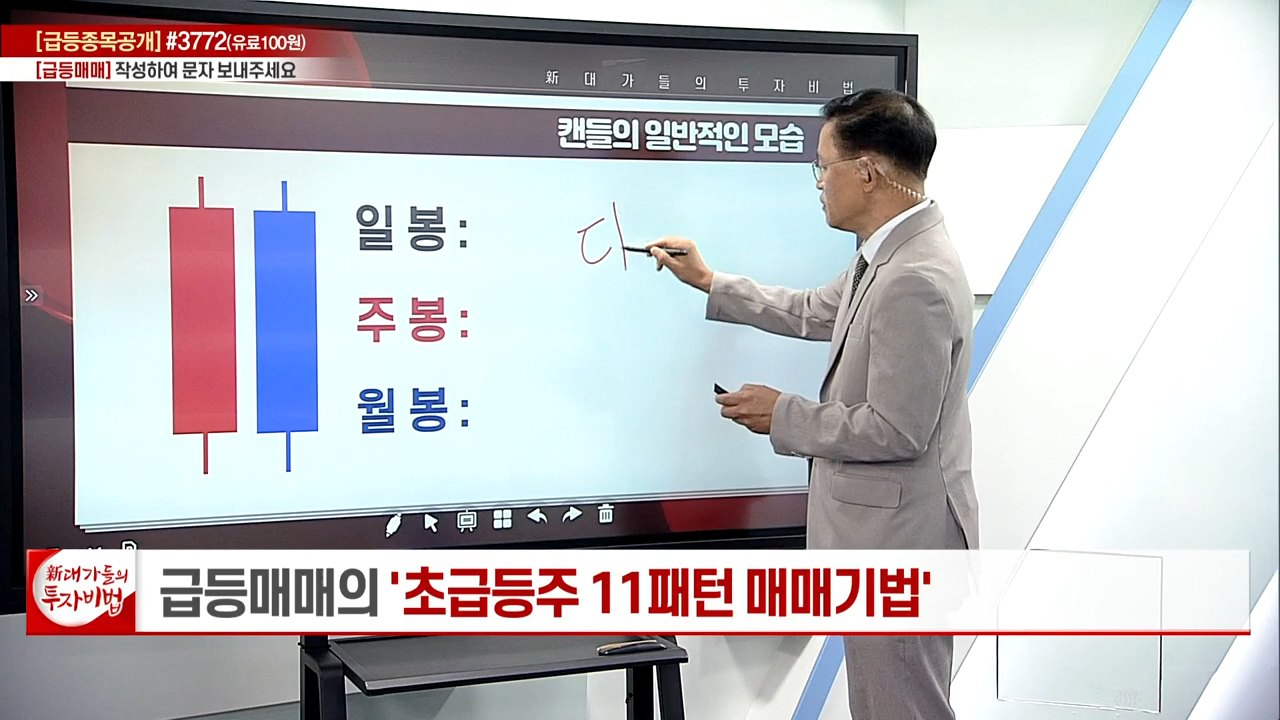 [급등종목공개] #3772(유료100원)
[급등매매] 작성하여 문자 보내주세요
新 대가들의 투자비법
캔들의 일반적인 모습
일봉:
다
주봉:
월봉:
新대가들의
투자비법
급등매매의 '초급등주 11패턴 매매기법'